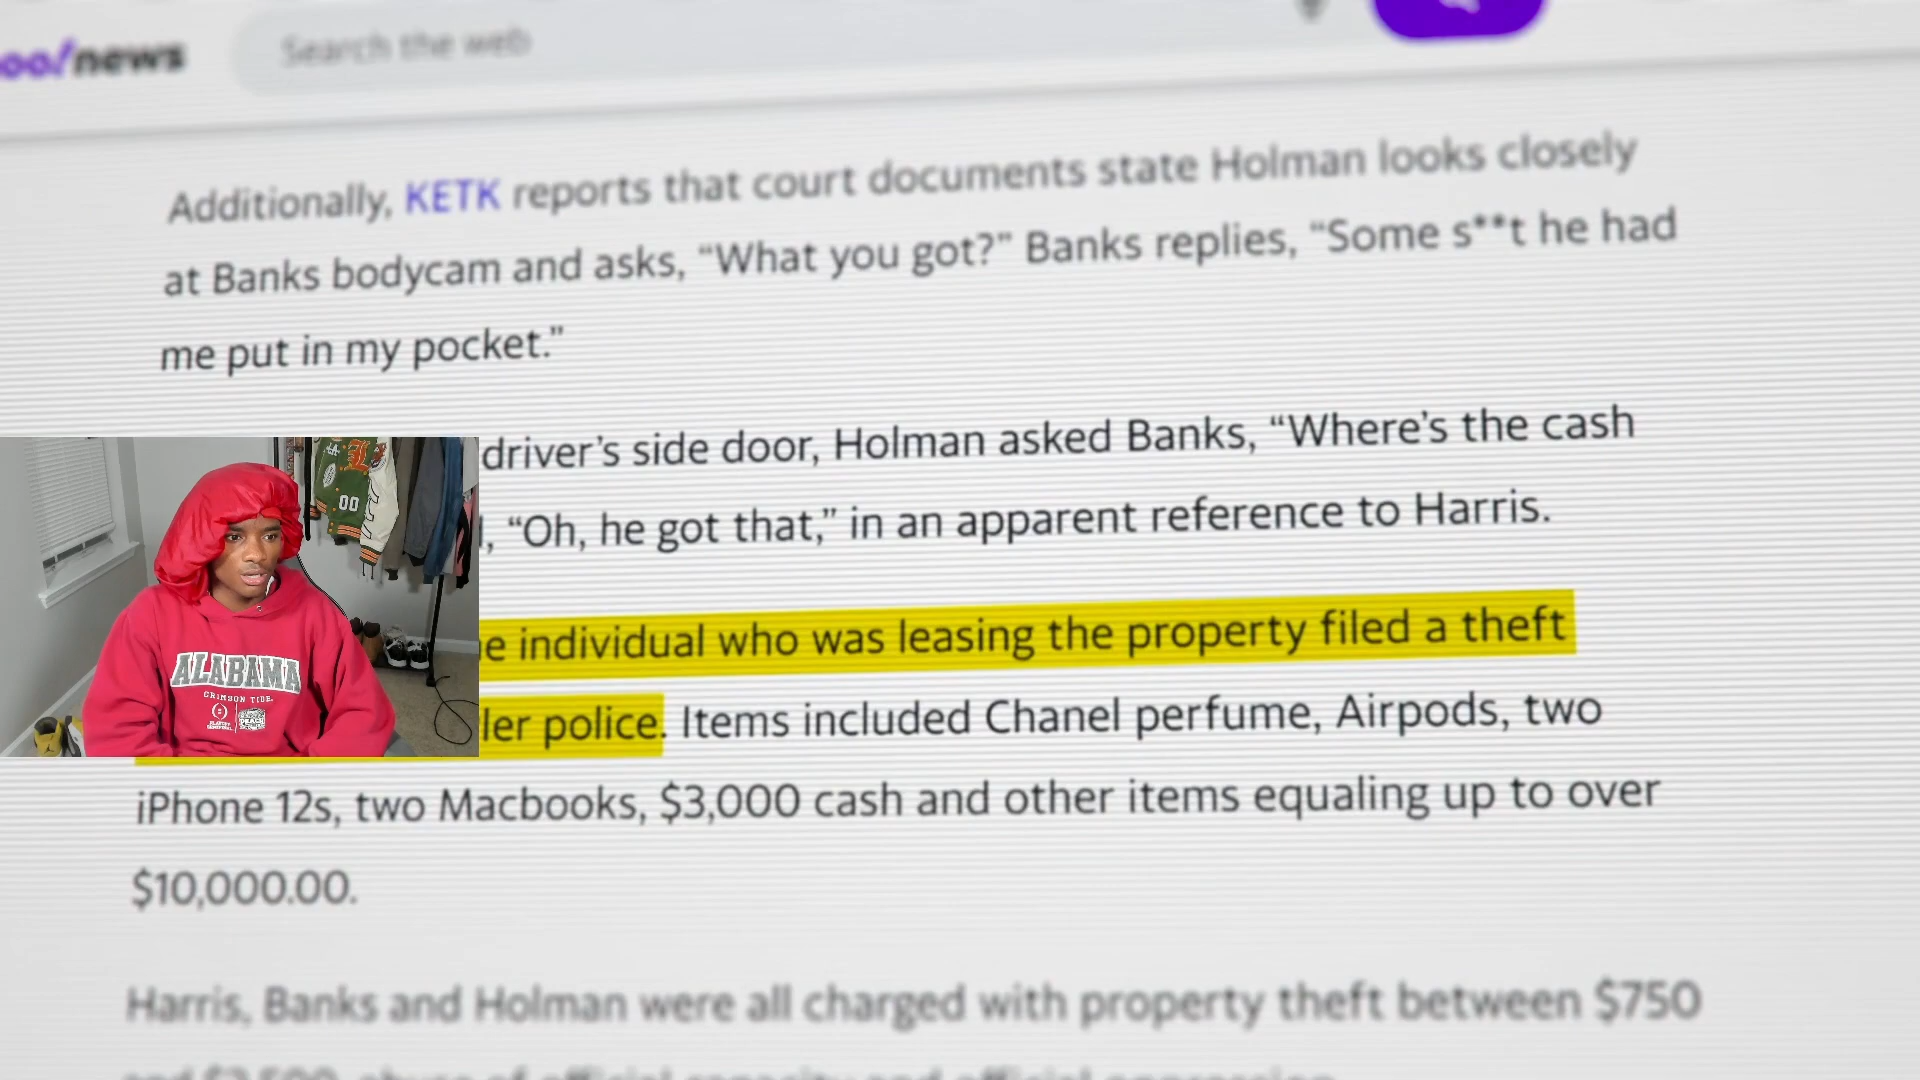 oo!news
Search the web
Additionally, KETK reports that court documents state Holman looks closely
at Banks bodycam and asks, “What you got?” Banks replies, “Some s**t he had
me put in my pocket.”
driver’s side door, Holman asked Banks, “Where’s the cash
“Oh, he got that,” in an apparent reference to Harris.
e individual who was leasing the property filed a theft
ler police. Items included Chanel perfume, Airpods, two
iPhone 12s, two Macbooks, $3,000 cash and other items equaling up to over
$10,000.00.
Harris, Banks and Holman were all charged with property theft between $750
00
ALABAMA
CRIMSON TIDE